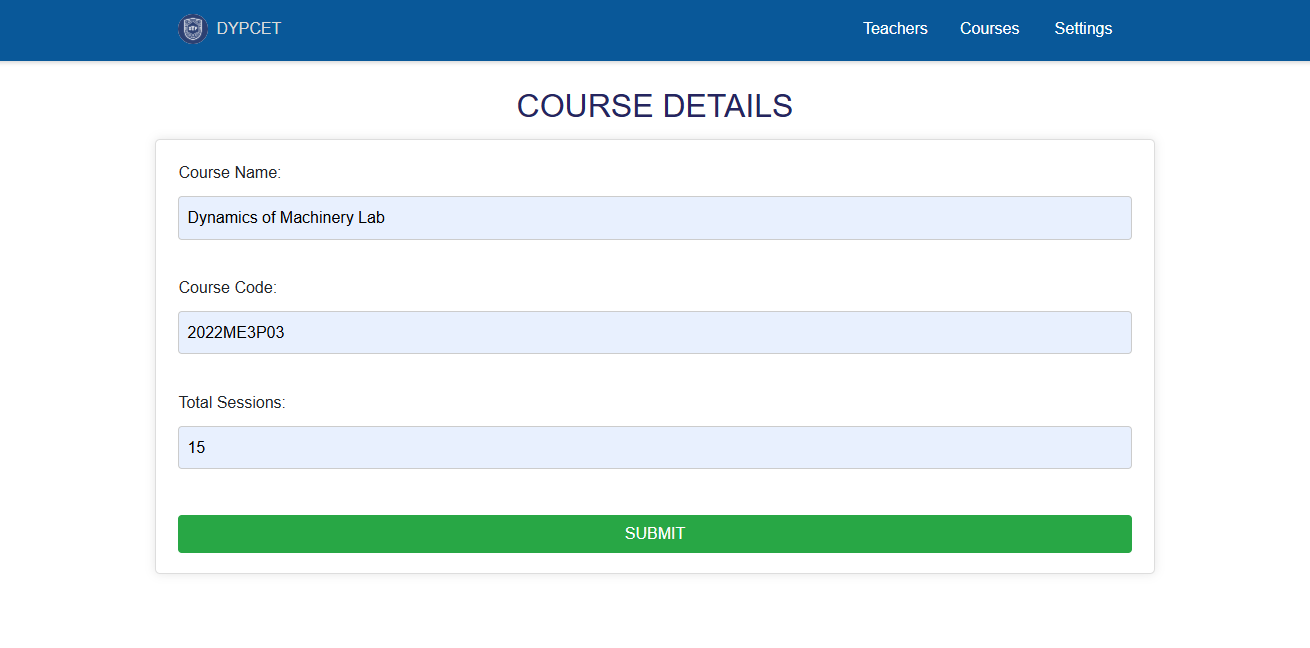 DYPCET
Teachers Courses Settings
COURSE DETAILS
Course Name:
Dynamics of Machinery Lab
Course Code:
2022ME3P03
Total Sessions:
15
SUBMIT